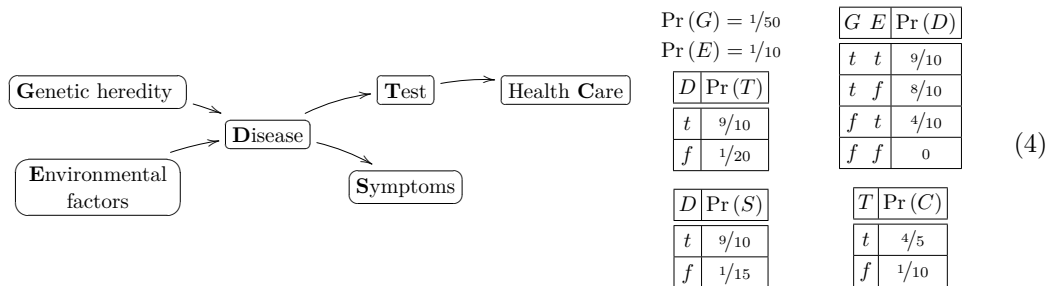 Genetic heredity
Environmental
factors
Disease
Test
Symptoms
Health Care
Pr (G) = 1/50
Pr (E) = 1/10
D Pr (T)
t 9/10
f 1/20
D Pr (S)
t 9/10
f 1/15
G E Pr (D)
t t 9/10
t f 8/10
f t 4/10
f f 0
T Pr (C)
t 4/5
f 1/10
(4)